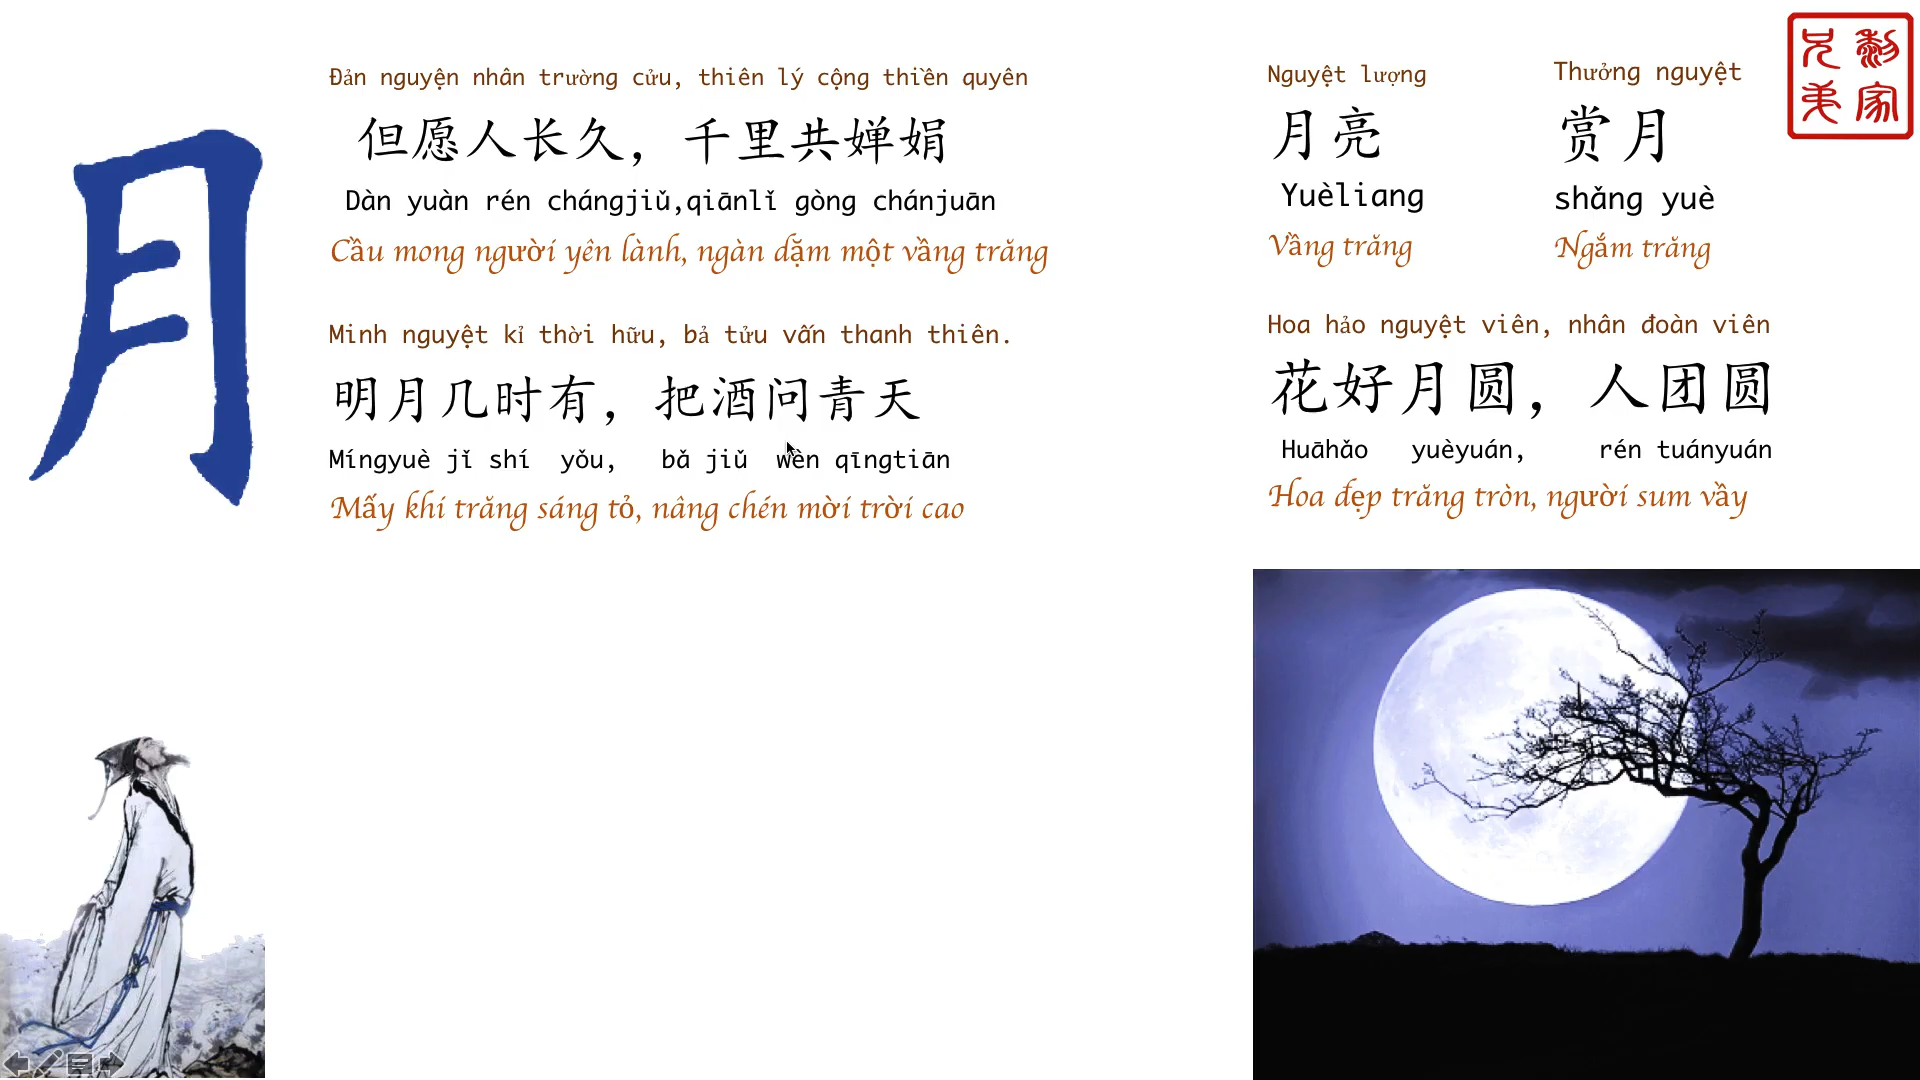 月
Đản nguyện nhân trường cửu, thiên lý cộng thiền quyên
但愿人长久，千里共婵娟
Dàn yuàn rén chángjiǔ,qiānlǐ gòng chánjuān
Cầu mong người yên lành, ngàn dặm một vầng trăng
Minh nguyệt kỉ thời hữu, bả tửu vấn thanh thiên.
明月几时有，把酒问青天
Míngyuè jǐ shí yǒu, bǎ jiǔ wèn qīngtiān
Mấy khi trăng sáng tỏ, nâng chén mời trời cao
Nguyệt lượng
月亮
Yuèliang
Vầng trăng
Thưởng nguyệt
赏月
shǎng yuè
Ngắm trăng
Hoa hảo nguyệt viên, nhân đoàn viên
花好月圆，人团圆
Huāhǎo yuèyuán, rén tuányuán
Hoa đẹp trăng tròn, người sum vầy
黎家
兄弟